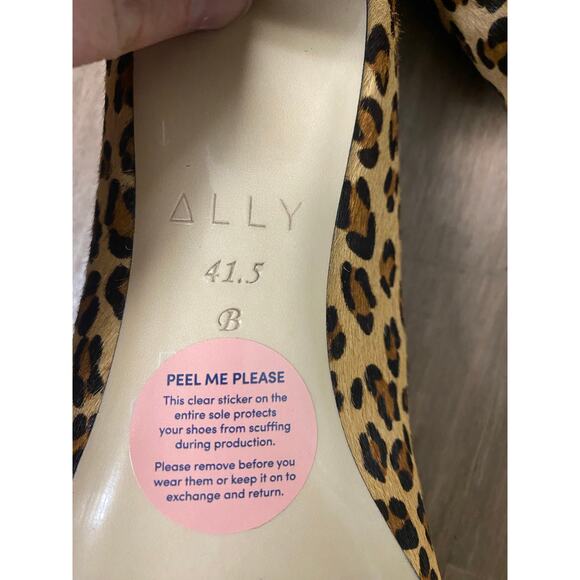 ALLY
41.5
B
PEEL ME PLEASE
This clear sticker on the
entire sole protects
your shoes from scuffing
during production.
Please remove before you
wear them or keep it on to
exchange and return.